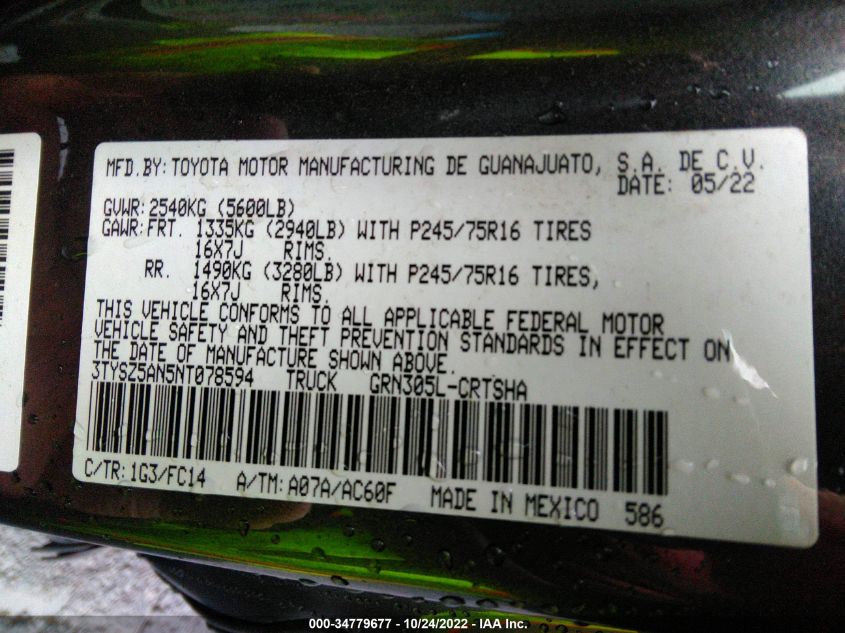 MFD.BY: TOYOTA MOTOR MANUFACTURING DE GUANAJUATO, S.A. DE C.V.
DATE: 05/22
GVWR: 2540KG (5600LB)
GAWR: FRT. 1335KG (2940LB) WITH P245/75R16 TIRES
16X7J RIMS.
RR. 1490KG (3280LB) WITH P245/75R16 TIRES,
16X7J RIMS.
THIS VEHICLE CONFORMS TO ALL APPLICABLE FEDERAL MOTOR
VEHICLE SAFETY AND THEFT PREVENTION STANDARDS IN EFFECT ON
THE DATE OF MANUFACTURE SHOWN ABOVE.
3TYSZ5AN5NT078594 TRUCK GRN305L-CRTSHA
C/TR: 1G3/FC14 A/TM: A07A/AC60F MADE IN MEXICO 586
000-34779677 - 10/24/2022 - IAA Inc.